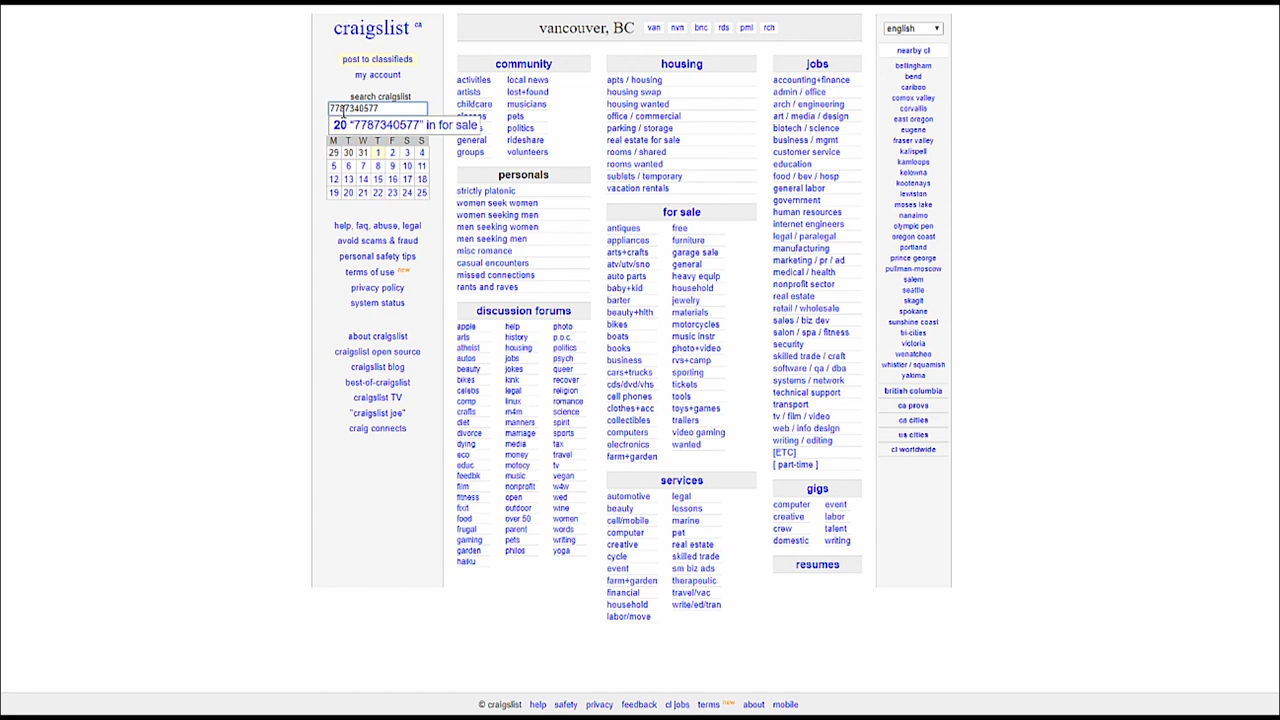 craigslist ca
post to classifieds
my account
search craigslist
7787340577
20 "7787340577" in for sale
M T W T F S S
29 30 31 1 2 3 4
5 6 7 8 9 10 11
12 13 14 15 16 17 18
19 20 21 22 23 24 25
help, faq, abuse, legal
avoid scams & fraud
personal safety tips
terms of use new
privacy policy
system status
about craigslist
craigslist open source
craigslist blog
best-of-craigslist
craigslist TV
"craigslist joe"
craig connects
vancouver, BC van nvn bnc rds pml rch
community
activities local news
artists lost+found
childcare musicians
pets
politics
general rideshare
groups volunteers
personals
strictly platonic
women seek women
women seeking men
men seeking women
men seeking men
misc romance
casual encounters
missed connections
rants and raves
discussion forums
apple help photo
arts history p.o.c.
atheist housing politics
autos jobs psych
beauty jokes queer
bikes kink recover
celebs legal religion
comp linux romance
crafts m4m science
diet manners spirit
divorce marriage sports
dying media tax
eco money travel
educ motocy tv
feedbk music vegan
film nonprofit w4w
fitness open wed
fixit outdoor wine
food over 50 women
frugal parent words
gaming pets writing
garden philos yoga
haiku
housing
apts / housing
housing swap
housing wanted
office / commercial
parking / storage
real estate for sale
rooms / shared
rooms wanted
sublets / temporary
vacation rentals
for sale
antiques free
appliances furniture
arts+crafts garage sale
atv/utv/sno general
auto parts heavy equip
baby+kid household
barter jewelry
beauty+hlth materials
bikes motorcycles
boats music instr
books photo+video
business rvs+camp
cars+trucks sporting
cds/dvd/vhs tickets
cell phones tools
clothes+acc toys+games
collectibles trailers
computers video gaming
electronics wanted
farm+garden
services
automotive legal
beauty lessons
cell/mobile marine
computer pet
creative real estate
cycle skilled trade
event sm biz ads
farm+garden therapeutic
financial travel/vac
household write/ed/tran
labor/move
jobs
accounting+finance
admin / office
arch / engineering
art / media / design
biotech / science
business / mgmt
customer service
education
food / bev / hosp
general labor
government
human resources
internet engineers
legal / paralegal
manufacturing
marketing / pr / ad
medical / health
nonprofit sector
real estate
retail / wholesale
sales / biz dev
salon / spa / fitness
security
skilled trade / craft
software / qa / dba
systems / network
technical support
transport
tv / film / video
web / info design
writing / editing
[ETC]
[ part-time ]
gigs
computer event
creative labor
crew talent
domestic writing
resumes
english
nearby cl
bellingham
bend
cariboo
comox valley
corvallis
east oregon
eugene
fraser valley
kalispell
kamloops
kelowna
kootenays
lewiston
moses lake
nanaimo
olympic pen
oregon coast
portland
prince george
pullman-moscow
salem
seattle
skagit
spokane
sunshine coast
tri-cities
victoria
wenatchee
whistler / squamish
yakima
british columbia
ca provs
ca cities
us cities
cl worldwide
© craigslist help safety privacy feedback cl jobs terms new about mobile